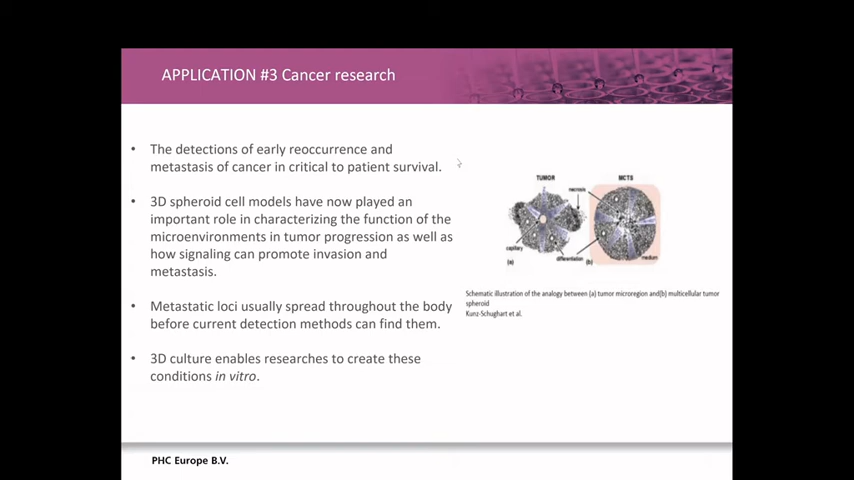 APPLICATION #3 Cancer research
• The detections of early reoccurrence and
metastasis of cancer in critical to patient survival.
• 3D spheroid cell models have now played an
important role in characterizing the function of the
microenvironments in tumor progression as well as
how signaling can promote invasion and
metastasis.
• Metastatic loci usually spread throughout the body
before current detection methods can find them.
• 3D culture enables researches to create these
conditions in vitro.
TUMOR
MCTS
necrosis
capillary
differentiation
medium
(a)
(b)
Schematic illustration of the analogy between (a) tumor microregion and(b) multicellular tumor
spheroid
Kunz-Schughart et al.
PHC Europe B.V.